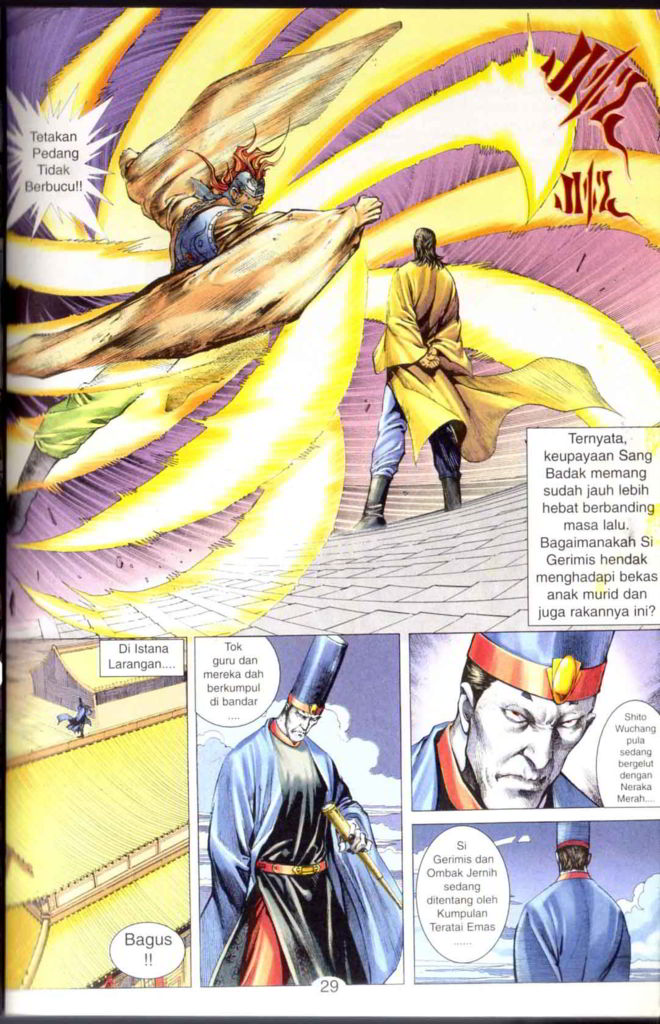 Tetakan
Pedang
Tidak
Berbucu!!
Ternyata,
keupayaan Sang
Badak memang
sudah jauh lebih
hebat berbanding
masa lalu.
Bagaimanakah Si
Gerimis hendak
menghadapi bekas
anak murid dan
juga rakannya ini?
Di Istana
Larangan....
Bagus
!!
Tok
guru dan
mereka dah
berkumpul
di bandar
....
Shito
Wuchang
pula
sedang
bergelut
dengan
Neraka
Merah....
Si
Gerimis dan
Ombak Jernih
sedang
ditentang oleh
Kumpulan
Teratai Emas
......
29